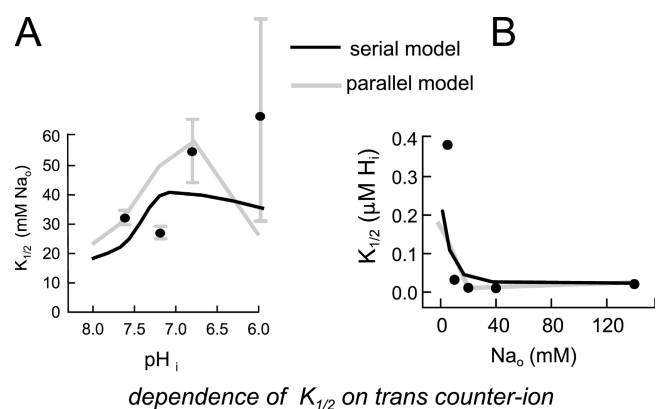 A
B
serial model
parallel model
K1/2 (mM Nao)
60
50
40
30
20
10
0
8.0 7.5 7.0 6.5 6.0
pH i
K1/2 (μM Hi)
0.4
0.3
0.2
0.1
0.0
0 40 80 120
Nao (mM)
dependence of K1/2 on trans counter-ion